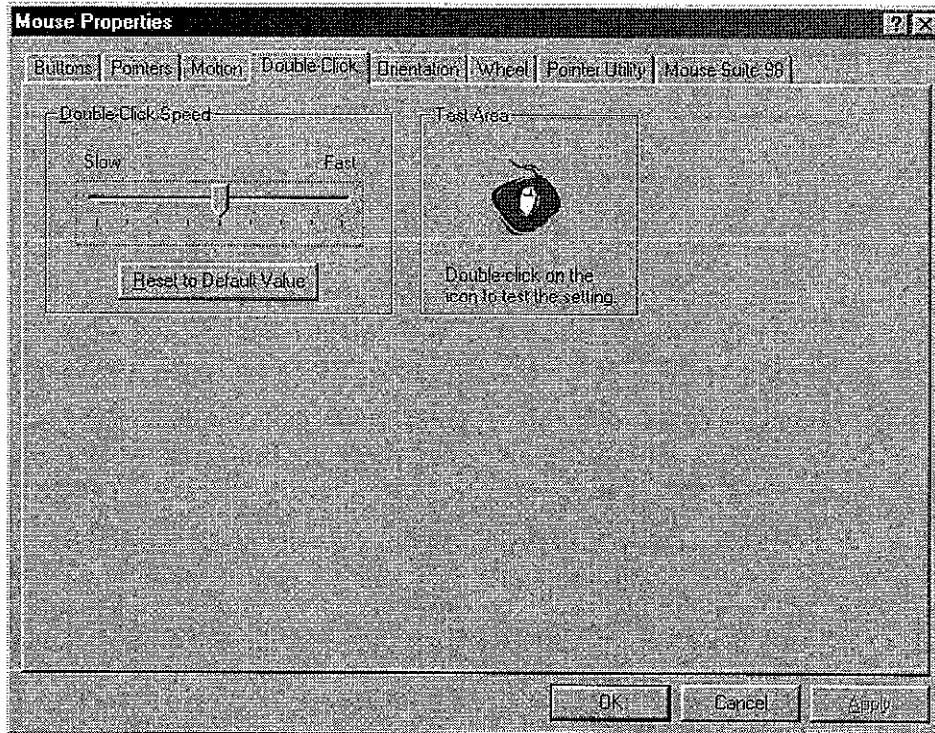 Mouse Properties
Buttons Pointers Motion Double-Click Orientation Wheel Pointer Utility Mouse Suite 98
Double-Click Speed
Slow Fast
Reset to Default Value
Test Area
Double-click on the
icon to test the setting.
OK Cancel Apply